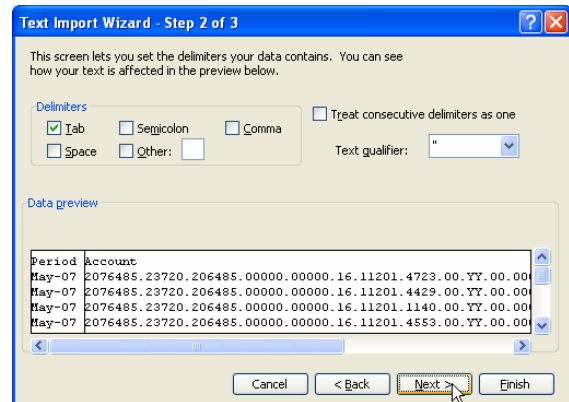 Text Import Wizard - Step 2 of 3
This screen lets you set the delimiters your data contains. You can see
how your text is affected in the preview below.
Delimiters
Tab Semicolon Comma
Space Other:
Treat consecutive delimiters as one
Text qualifier: "
Data preview
Period Account
May-07 2076485.23720.206485.00000.00000.16.11201.4723.00.YY.00.00
May-07 2076485.23720.206485.00000.00000.16.11201.4429.00.YY.00.00
May-07 2076485.23720.206485.00000.00000.16.11201.1140.00.YY.00.00
May-07 2076485.23720.206485.00000.00000.16.11201.4553.00.YY.00.00
Cancel < Back Next > Finish